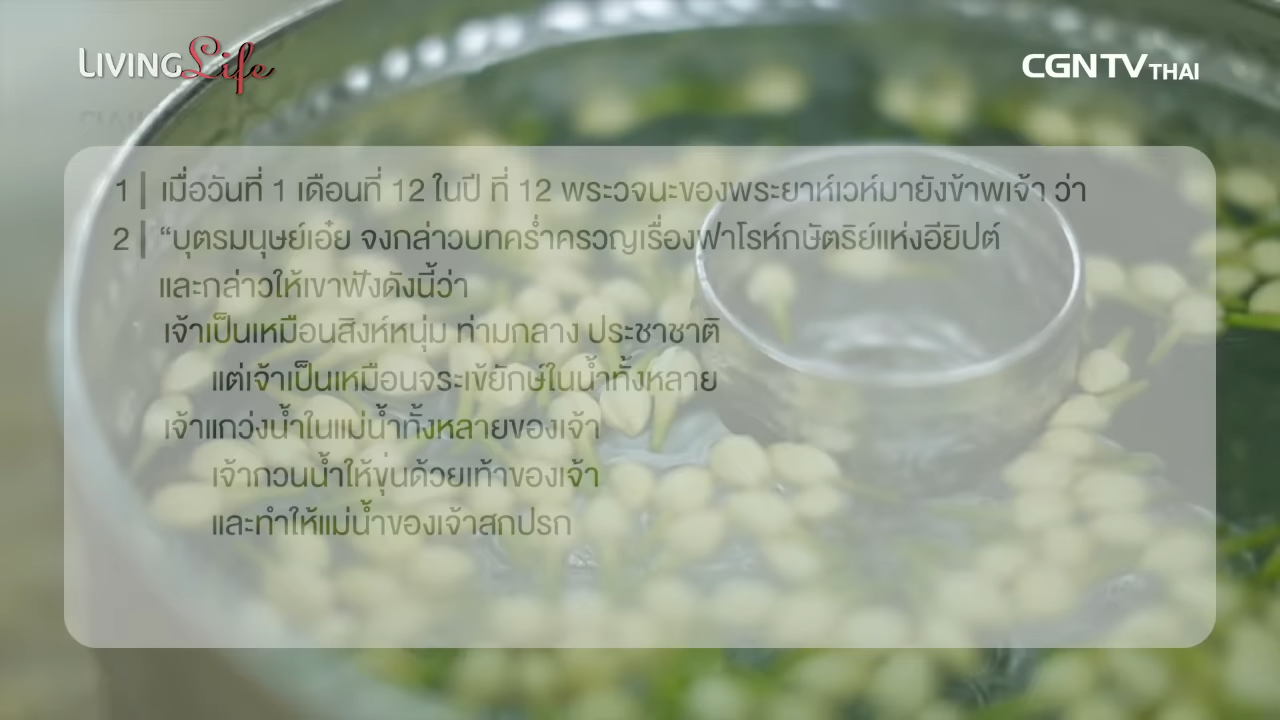 LIVING Life
CGNTV THAI
1 | เมื่อวันที่ 1 เดือนที่ 12 ในปี ที่ 12 พระวจนะของพระยาห์เวห์มายังข้าพเจ้า ว่า
2 | “บุตรมนุษย์เอ๋ย จงกล่าวบทคร่ำครวญเรื่องฟาโรห์กษัตริย์แห่งอียิปต์
และกล่าวให้เขาฟังดังนี้ว่า
เจ้าเป็นเหมือนสิงห์หนุ่ม ท่ามกลาง ประชาชาติ
แต่เจ้าเป็นเหมือนจระเข้ยักษ์ในน้ำทั้งหลาย
เจ้าแกว่งน้ำในแม่น้ำทั้งหลายของเจ้า
เจ้ากวนน้ำให้ขุ่นด้วยเท้าของเจ้า
และทำให้แม่น้ำของเจ้าสกปรก